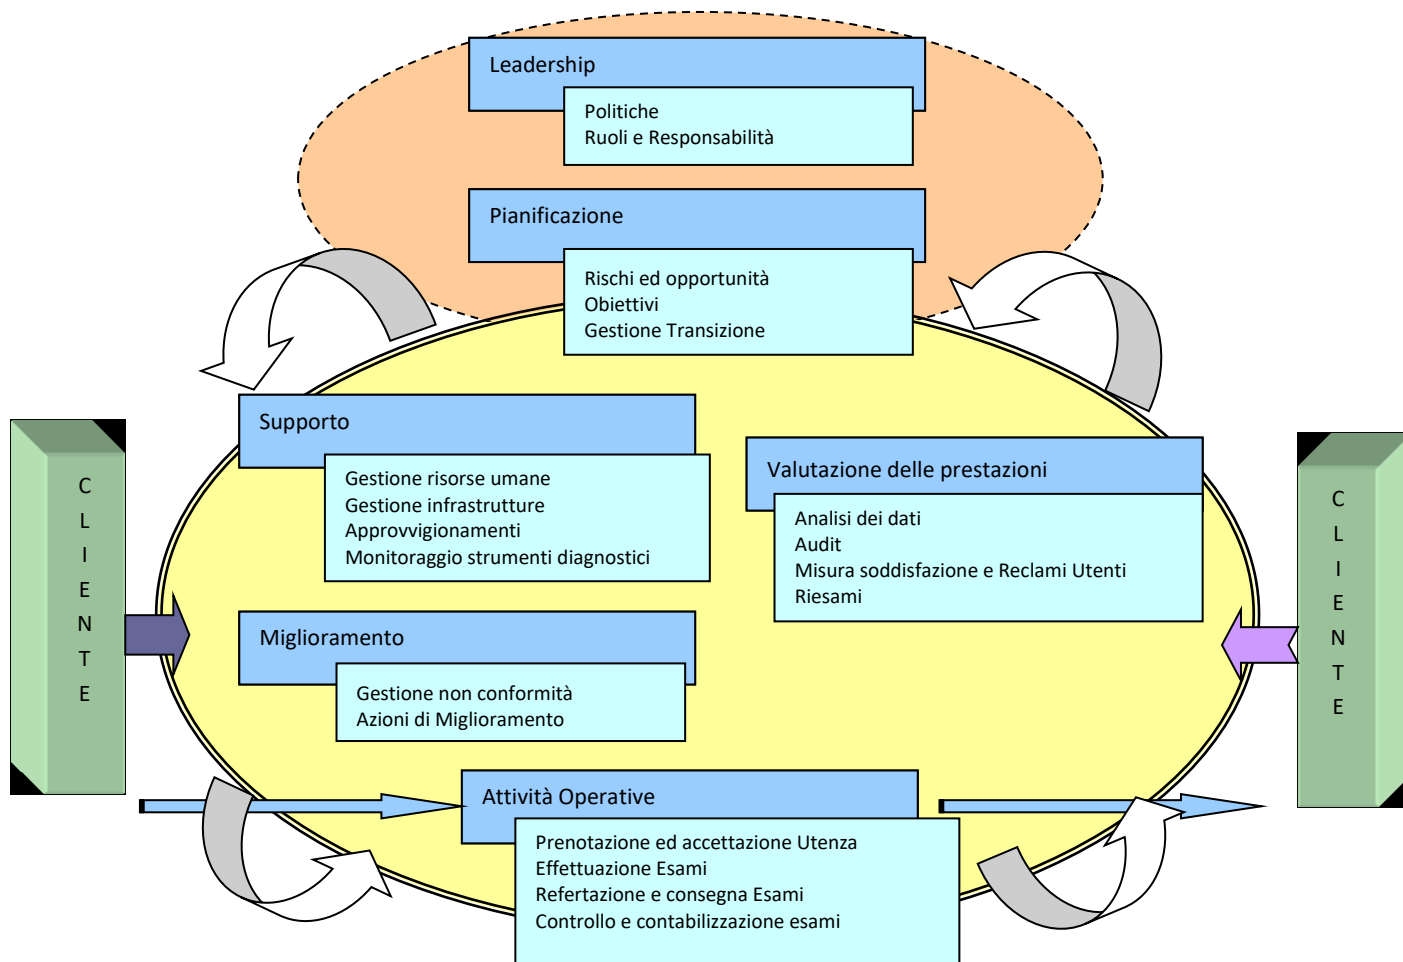 Leadership
Politiche
Ruoli e Responsabilità
Pianificazione
Rischi ed opportunità
Obiettivi
Gestione Transizione
Supporto
Gestione risorse umane
Gestione infrastrutture
Approvvigionamenti
Monitoraggio strumenti diagnostici
Valutazione delle prestazioni
Analisi dei dati
Audit
Misura soddisfazione e Reclami Utenti
Riesami
CLIENTE
CLIENTE
Miglioramento
Gestione non conformità
Azioni di Miglioramento
Attività Operative
Prenotazione ed accettazione Utenza
Effettuazione Esami
Refertazione e consegna Esami
Controllo e contabilizzazione esami